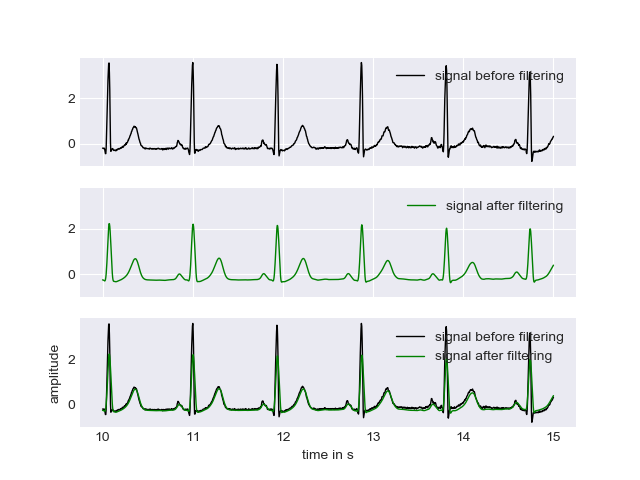 signal before filtering
2
0
signal after filtering
2
0
signal before filtering
signal after filtering
2
0
amplitude
10 11 12 13 14 15
time in s